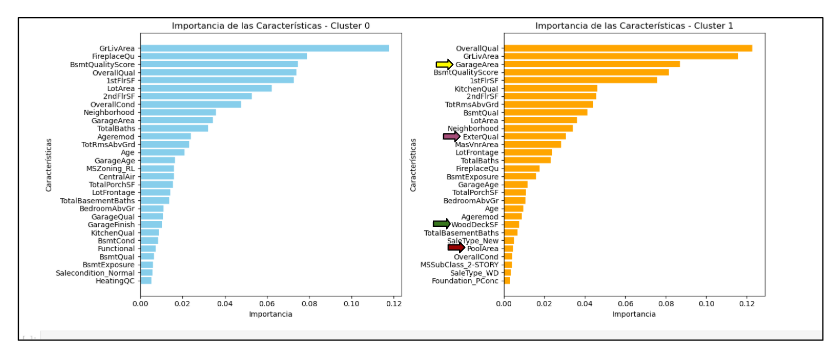 Importancia de las Características - Cluster 0
Características
GrLivArea
FireplaceQu
BsmtQualityScore
OverallQual
1stFlrSF
LotArea
2ndFlrSF
OverallCond
Neighborhood
GarageArea
TotalBaths
Ageremod
TotRmsAbvGrd
Age
GarageAge
MSZoning_RL
CentralAir
TotalPorchSF
LotFrontage
TotalBasementBaths
BedroomAbvGr
GarageQual
GarageFinish
KitchenQual
BsmtCond
Functional
BsmtQual
BsmtExposure
Salecondition_Normal
HeatingQC
0.00 0.02 0.04 0.06 0.08 0.10 0.12
Importancia
Importancia de las Características - Cluster 1
Características
OverallQual
GrLivArea
GarageArea
BsmtQualityScore
1stFlrSF
KitchenQual
2ndFlrSF
TotRmsAbvGrd
BsmtQual
LotArea
Neighborhood
ExterQual
MasVnrArea
LotFrontage
TotalBaths
FireplaceQu
BsmtExposure
GarageAge
TotalPorchSF
BedroomAbvGr
Age
Ageremod
WoodDeckSF
TotalBasementBaths
SaleType_New
PoolArea
OverallCond
MSSubClass_2-STORY
SaleType_WD
Foundation_PConc
0.00 0.02 0.04 0.06 0.08 0.10 0.12
Importancia